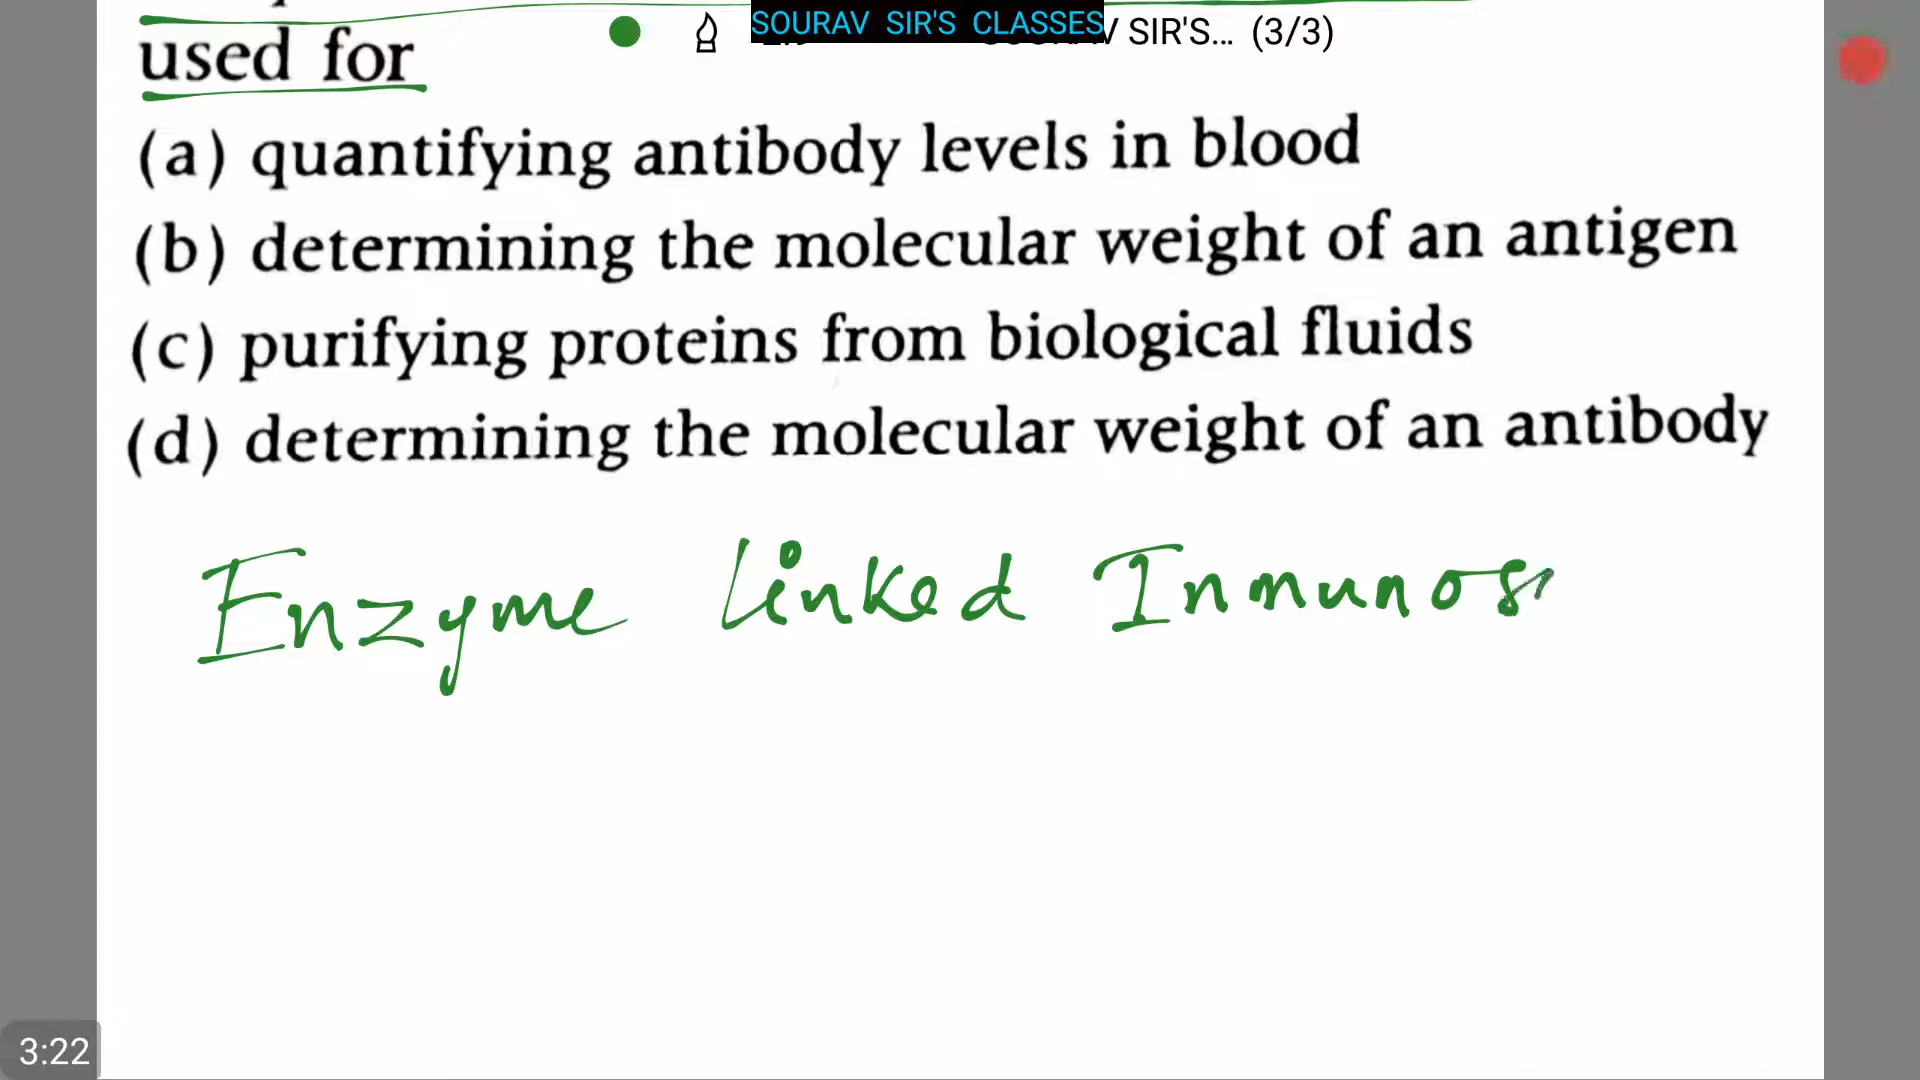 SOURAV SIR'S CLASSES
V SIR'S... (3/3)
used for
(a) quantifying antibody levels in blood
(b) determining the molecular weight of an antigen
(c) purifying proteins from biological fluids
(d) determining the molecular weight of an antibody
Enzyme linked Inmunos
3:22